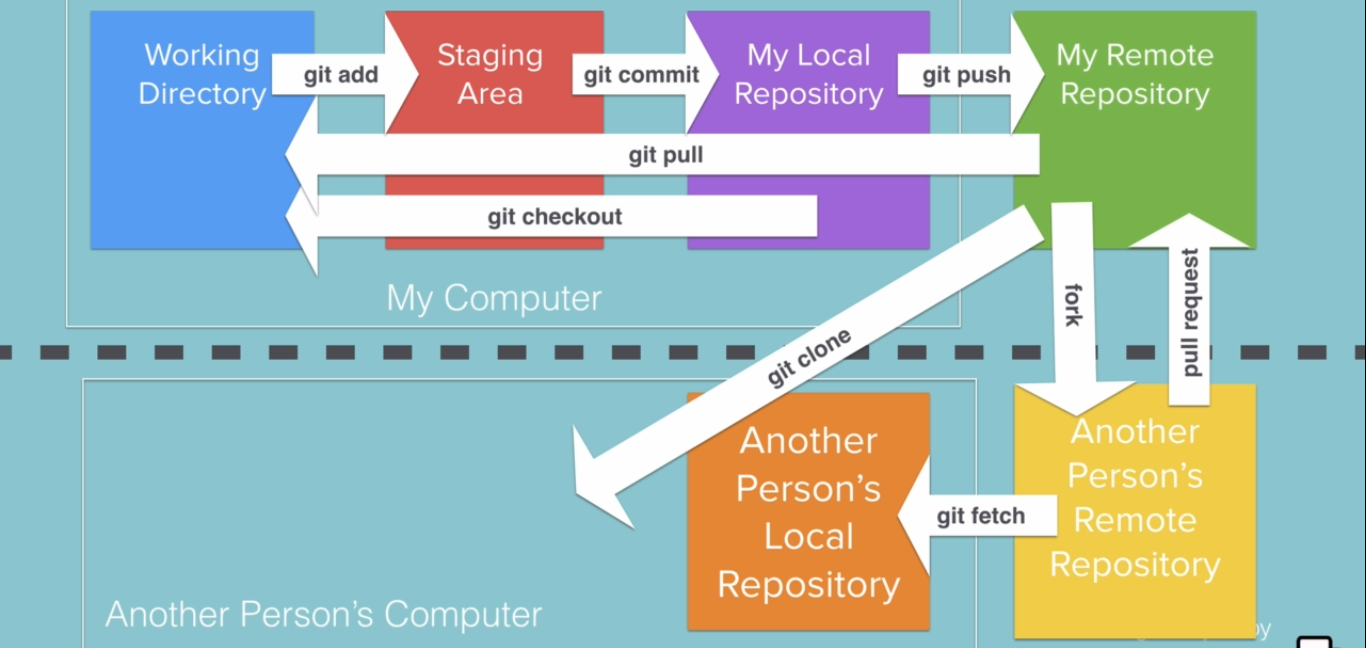 Working
Directory
git add
Staging
Area
git commit
My Local
Repository
git push
My Remote
Repository
git pull
git checkout
My Computer
git clone
fork
pull request
Another
Person’s
Local
Repository
git fetch
Another
Person’s
Remote
Repository
Another Person’s Computer